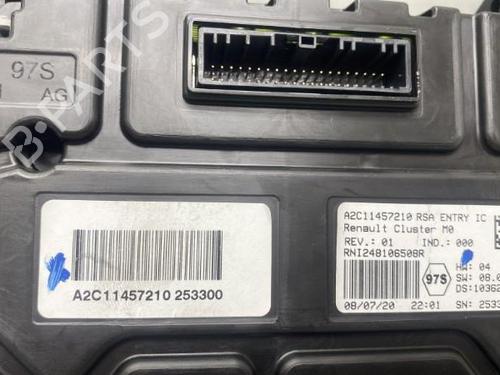 97S
AG
B-PARTS
A2C11457210 253300
A2C11457210 RSA ENTRY IC
Renault Cluster M0
REV.: 01 IND.: 000
RNI248106508R
97S
HW: 04
SW: 08.0
DS:10362
08/07/20 22:01 SN: 2533